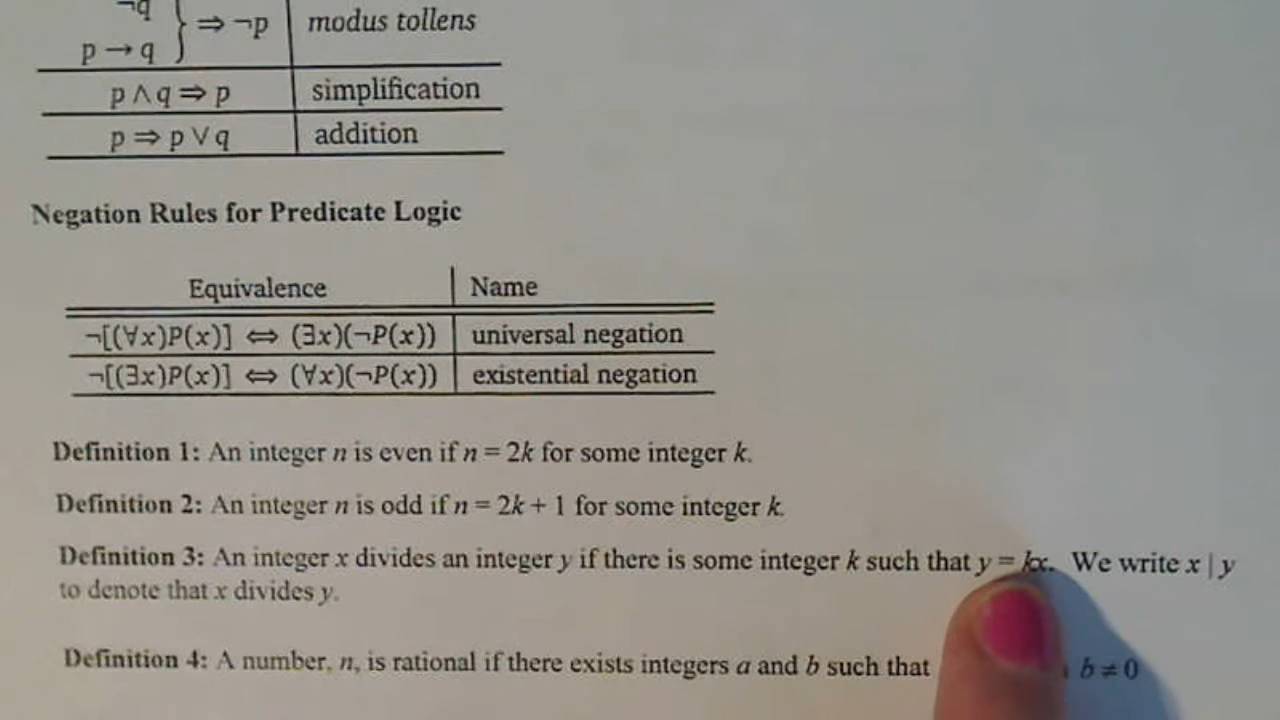 ¬q
p → q } ⇒ ¬p modus tollens
p ∧ q ⇒ p simplification
p ⇒ p ∨ q addition
Negation Rules for Predicate Logic
Equivalence Name
¬[(∀x)P(x)] ⇔ (∃x)(¬P(x)) universal negation
¬[(∃x)P(x)] ⇔ (∀x)(¬P(x)) existential negation
Definition 1: An integer n is even if n = 2k for some integer k.
Definition 2: An integer n is odd if n = 2k + 1 for some integer k.
Definition 3: An integer x divides an integer y if there is some integer k such that y = kx. We write x | y
to denote that x divides y.
Definition 4: A number, n, is rational if there exists integers a and b such that b ≠ 0